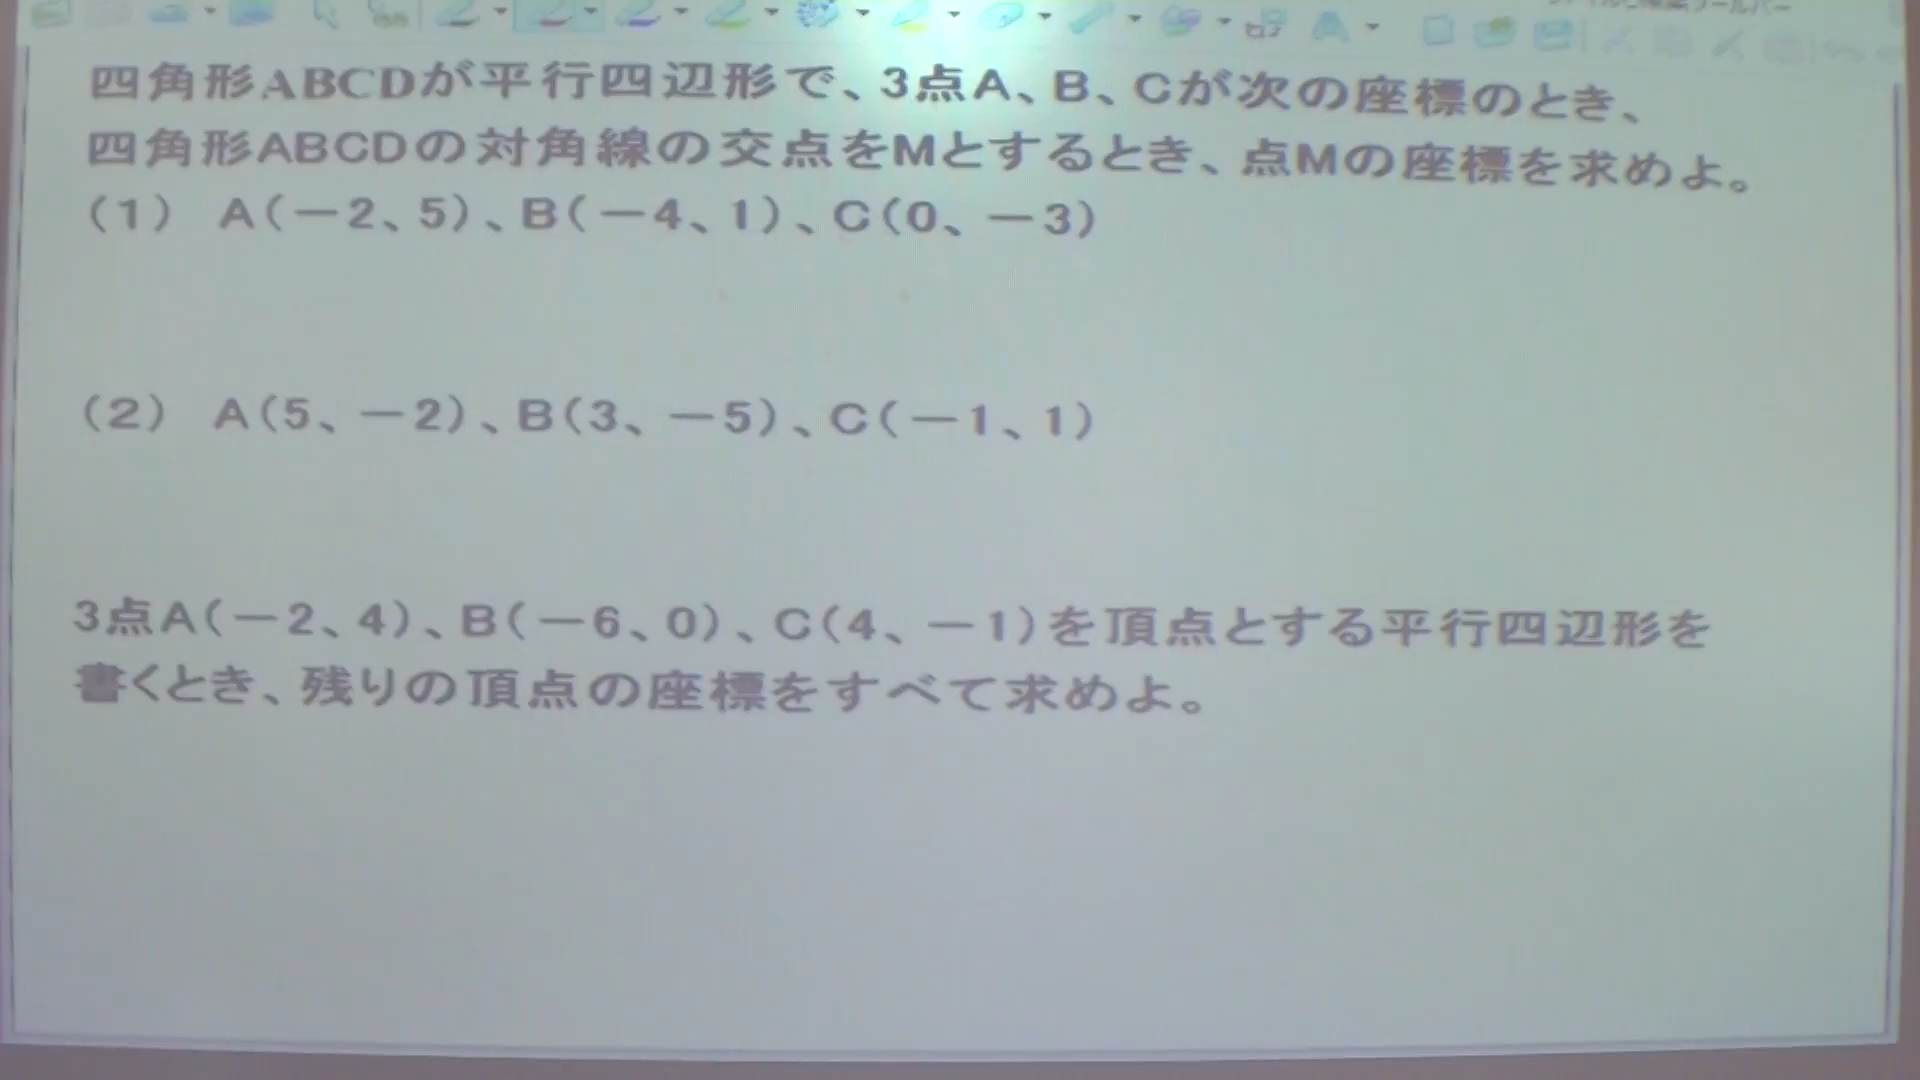 四角形ABCDが平行四辺形で、3点A、B、Cが次の座標のとき、
四角形ABCDの対角線の交点をMとするとき、点Mの座標を求めよ。
(1) A(－2、5)、B(－4、1)、C(0、－3)
(2) A(5、－2)、B(3、－5)、C(－1、1)
3点A(－2、4)、B(－6、0)、C(4、－1)を頂点とする平行四辺形を
書くとき、残りの頂点の座標をすべて求めよ。